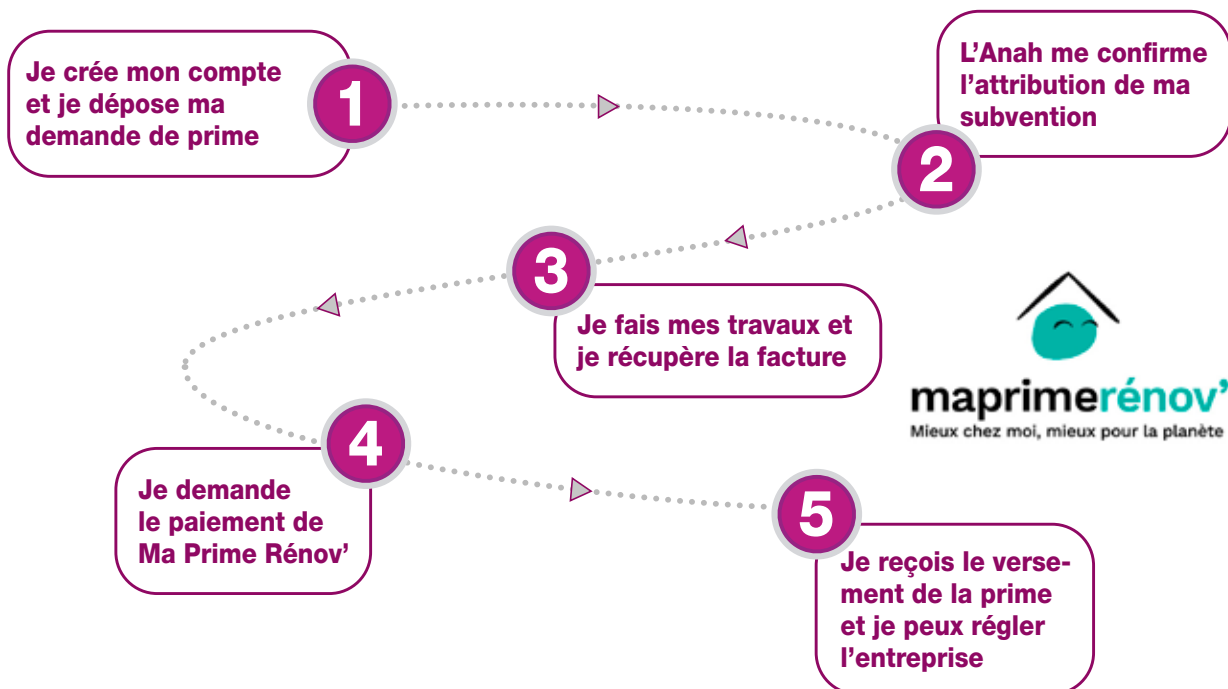 1
Je crée mon compte
et je dépose ma
demande de prime
2
L’Anah me confirme
l’attribution de ma
subvention
3
Je fais mes travaux et
je récupère la facture
maprimerénov’
Mieux chez moi, mieux pour la planète
4
Je demande
le paiement de
Ma Prime Rénov’
5
Je reçois le verse-
ment de la prime
et je peux régler
l’entreprise